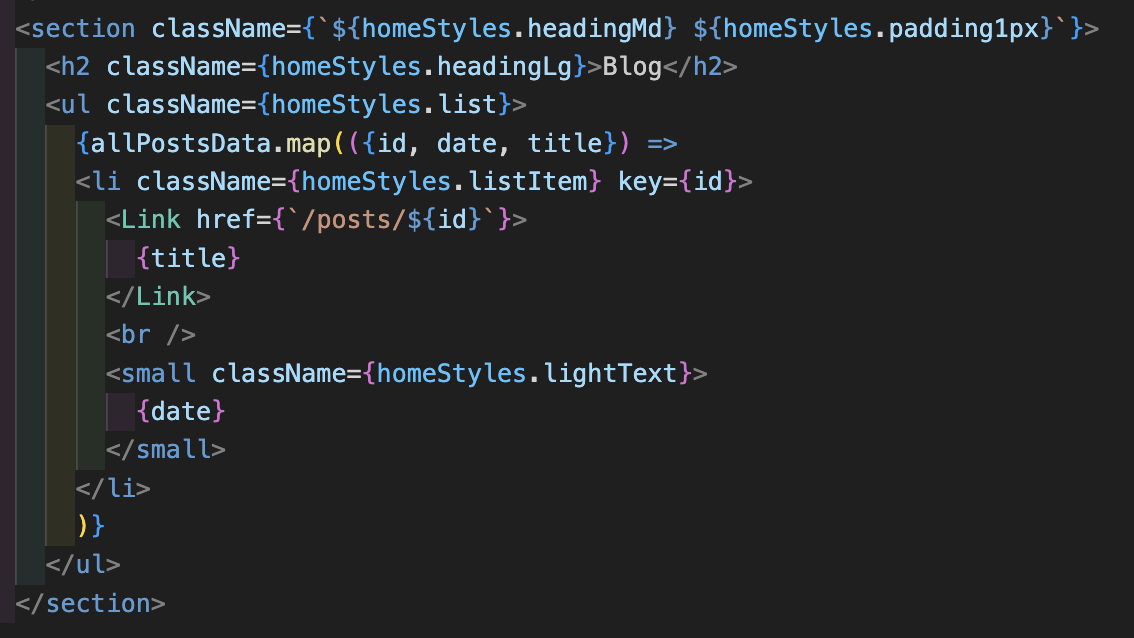 <section className={`${homeStyles.headingMd} ${homeStyles.padding1px}`}>
  <h2 className={homeStyles.headingLg}>Blog</h2>
  <ul className={homeStyles.list}>
    {allPostsData.map(({id, date, title}) =>
    <li className={homeStyles.listItem} key={id}>
      <Link href={`/posts/${id}`}>
        {title}
      </Link>
      <br />
      <small className={homeStyles.lightText}>
        {date}
      </small>
    </li>
    )}
  </ul>
</section>